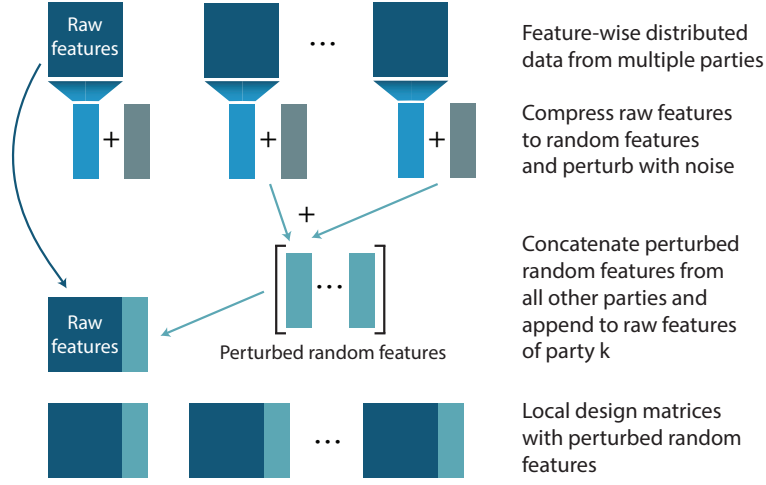 Raw
features
...
Feature-wise distributed
data from multiple parties
+
+
+
Compress raw features
to random features
and perturb with noise
+
...
Perturbed random features
Raw
features
Concatenate perturbed
random features from
all other parties and
append to raw features
of party k
...
Local design matrices
with perturbed random
features